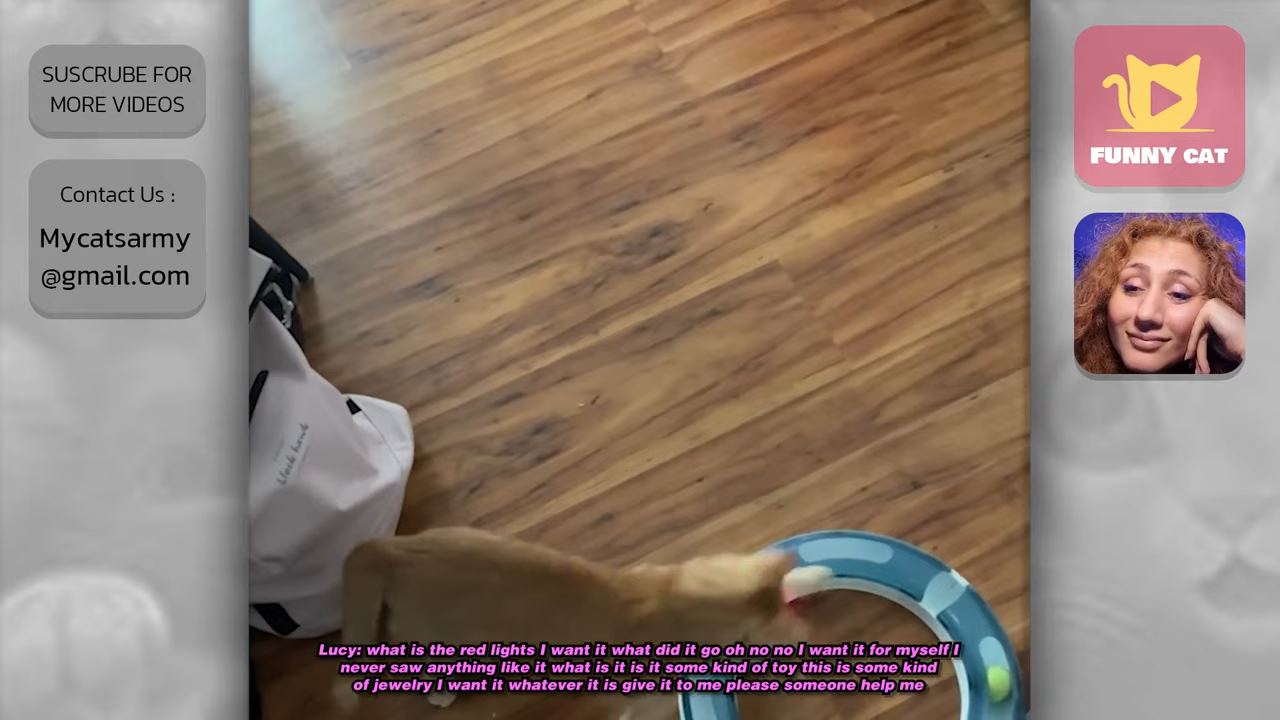 SUSCRUBE FOR
MORE VIDEOS
Contact Us :
Mycatsarmy
@gmail.com
FUNNY CAT
black hawk
Lucy: what is the red lights I want it what did it go oh no no I want it for myself I
never saw anything like it what is it is it some kind of toy this is some kind
of jewelry I want it whatever it is give it to me please someone help me